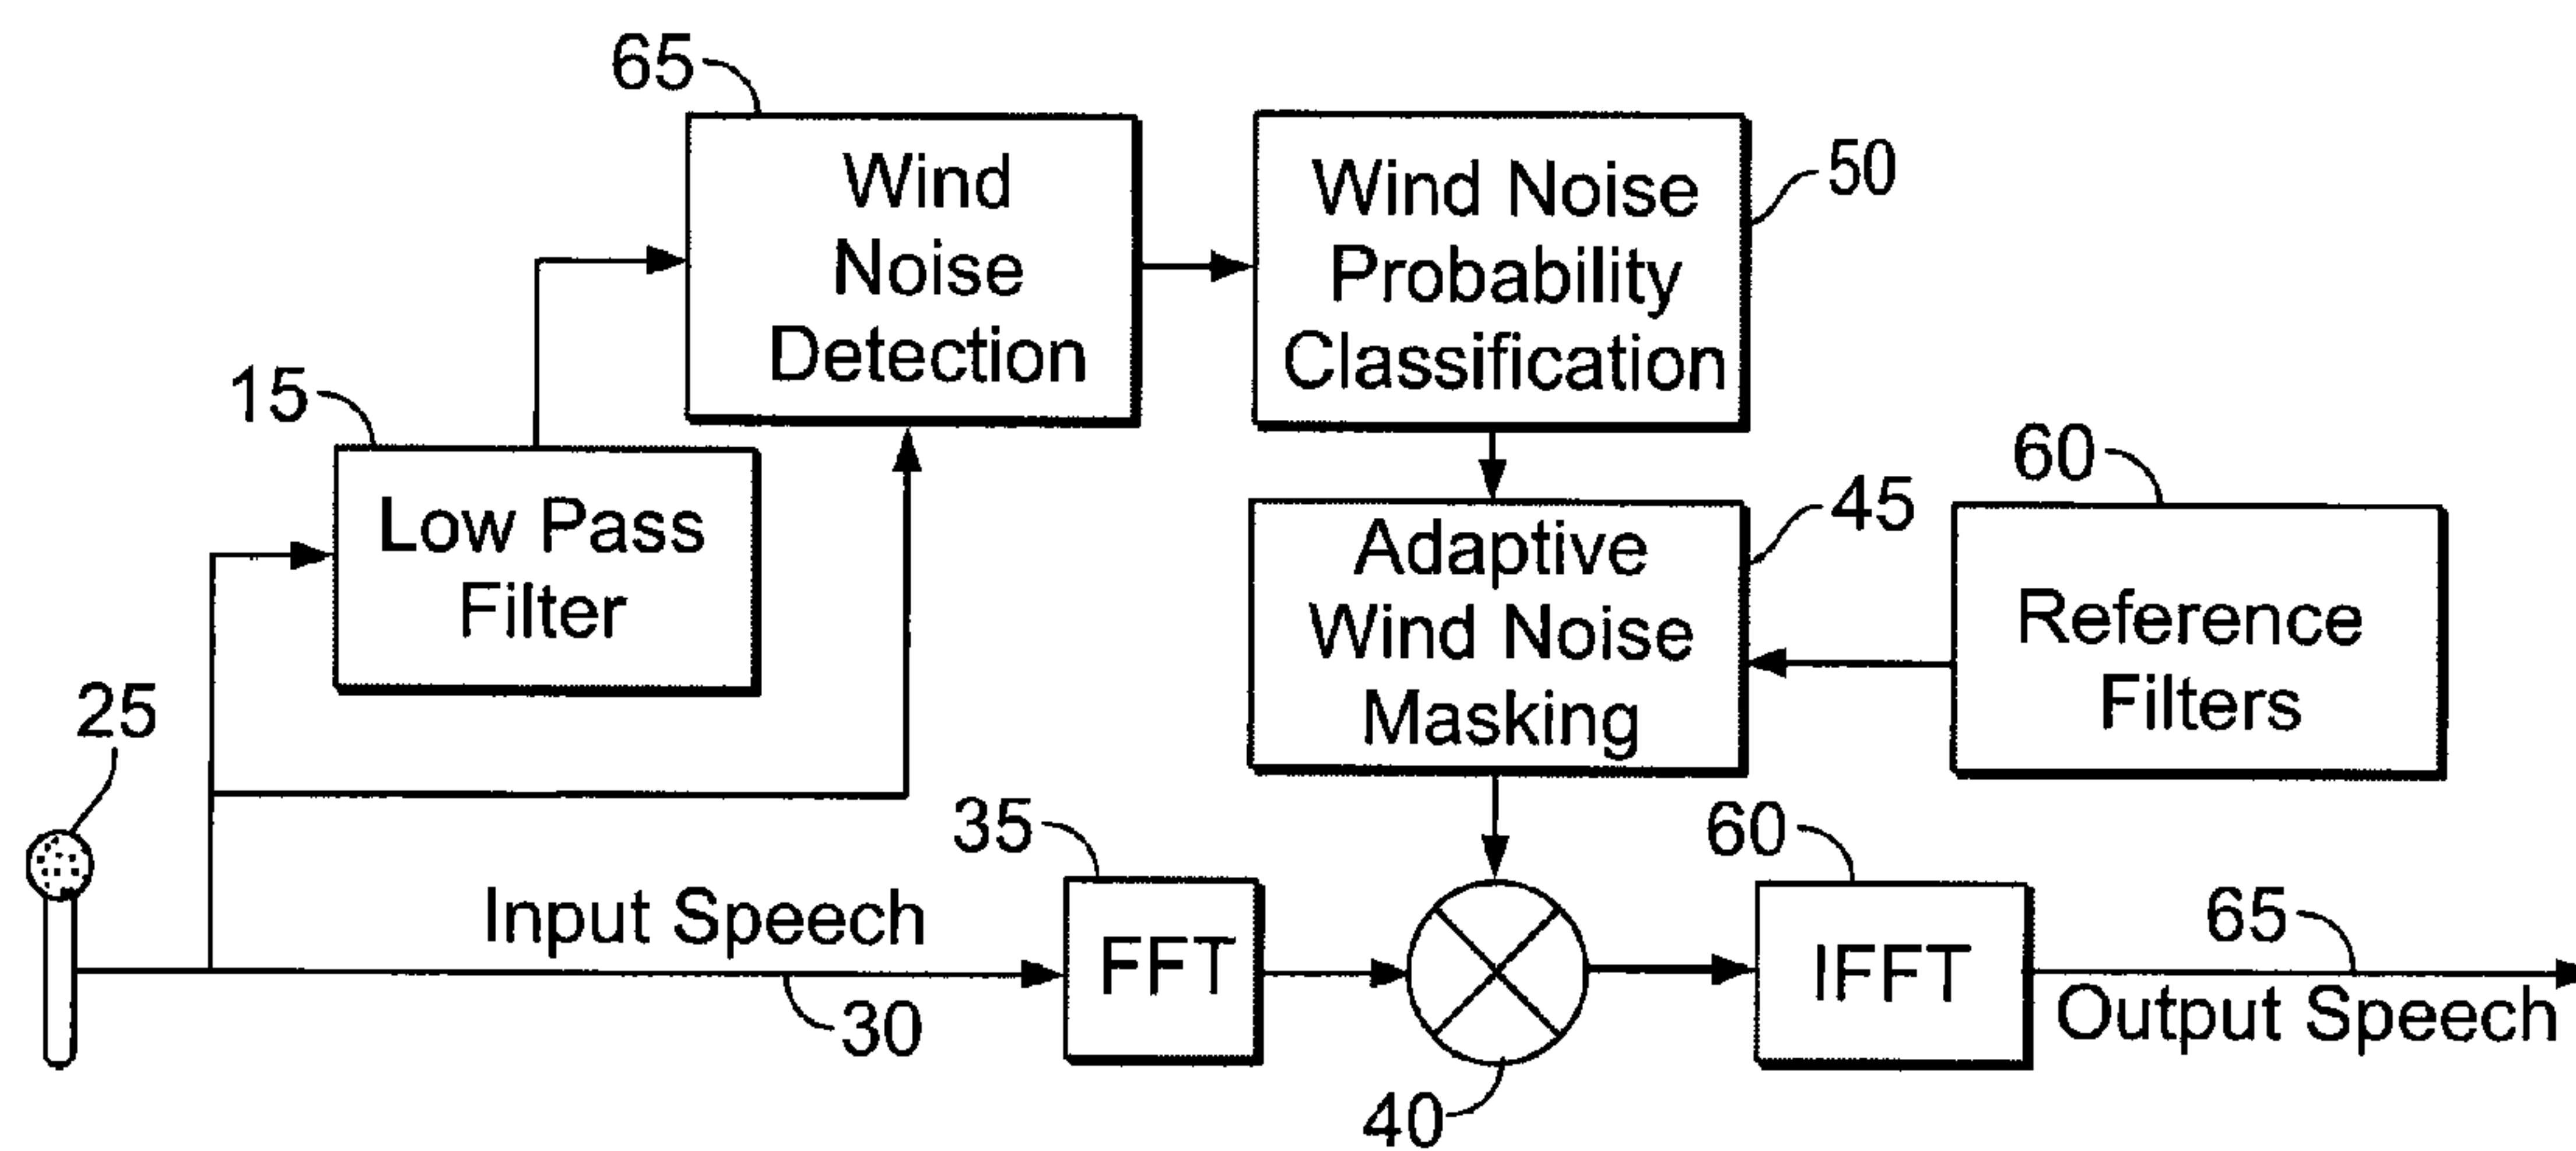 65
Wind
Noise
Detection
Wind Noise
Probability
Classification
50
15
Low Pass
Filter
Adaptive
Wind Noise
Masking
45
60
Reference
Filters
25
Input Speech
30
35
FFT
40
60
IFFT
65
Output Speech